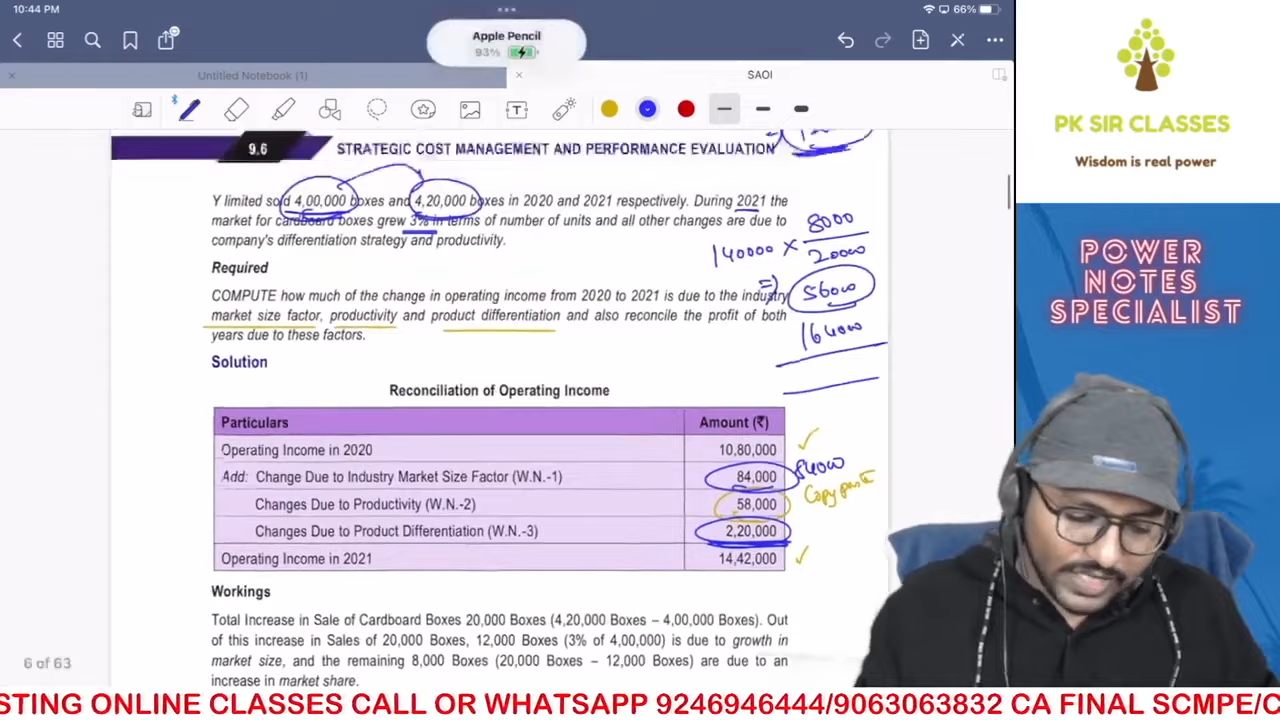 10:44 PM
66%
Apple Pencil
93%
Untitled Notebook (1)
SAOI
9.6 STRATEGIC COST MANAGEMENT AND PERFORMANCE EVALUATION
Y limited sold 4,00,000 boxes and 4,20,000 boxes in 2020 and 2021 respectively. During 2021 the
market for cardboard boxes grew 3% in terms of number of units and all other changes are due to
company's differentiation strategy and productivity.
Required
COMPUTE how much of the change in operating income from 2020 to 2021 is due to the industry
market size factor, productivity and product differentiation and also reconcile the profit of both
years due to these factors.
140000 × 8000
20000
=> 56000
164000
Solution
Reconciliation of Operating Income
Particulars Amount (₹)
Operating Income in 2020 10,80,000
Add: Change Due to Industry Market Size Factor (W.N.-1) 84,000 84000
Changes Due to Productivity (W.N.-2) 58,000 Copy paste
Changes Due to Product Differentiation (W.N.-3) 2,20,000
Operating Income in 2021 14,42,000
Workings
Total Increase in Sale of Cardboard Boxes 20,000 Boxes (4,20,000 Boxes – 4,00,000 Boxes). Out
of this increase in Sales of 20,000 Boxes, 12,000 Boxes (3% of 4,00,000) is due to growth in
market size, and the remaining 8,000 Boxes (20,000 Boxes – 12,000 Boxes) are due to an
increase in market share.
6 of 63
PK SIR CLASSES
Wisdom is real power
POWER
NOTES
SPECIALIST
STING ONLINE CLASSES CALL OR WHATSAPP 9246946444/9063063832 CA FINAL SCMPE/C